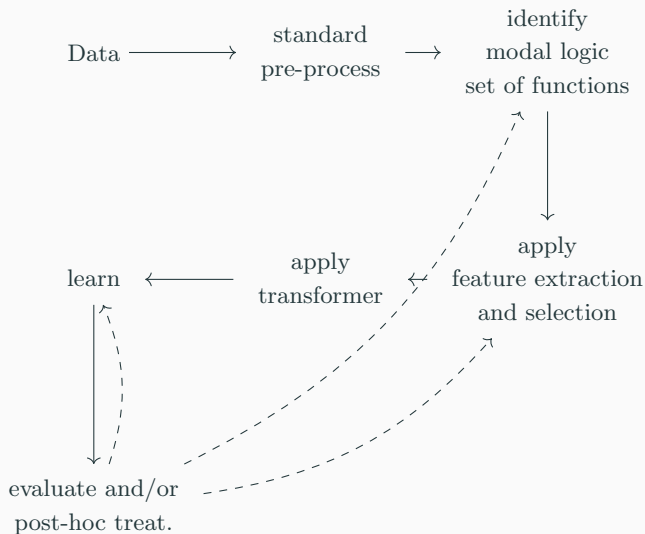 Data
standard
pre-process
identify
modal logic
set of functions
apply
feature extraction
and selection
apply
transformer
learn
evaluate and/or
post-hoc treat.